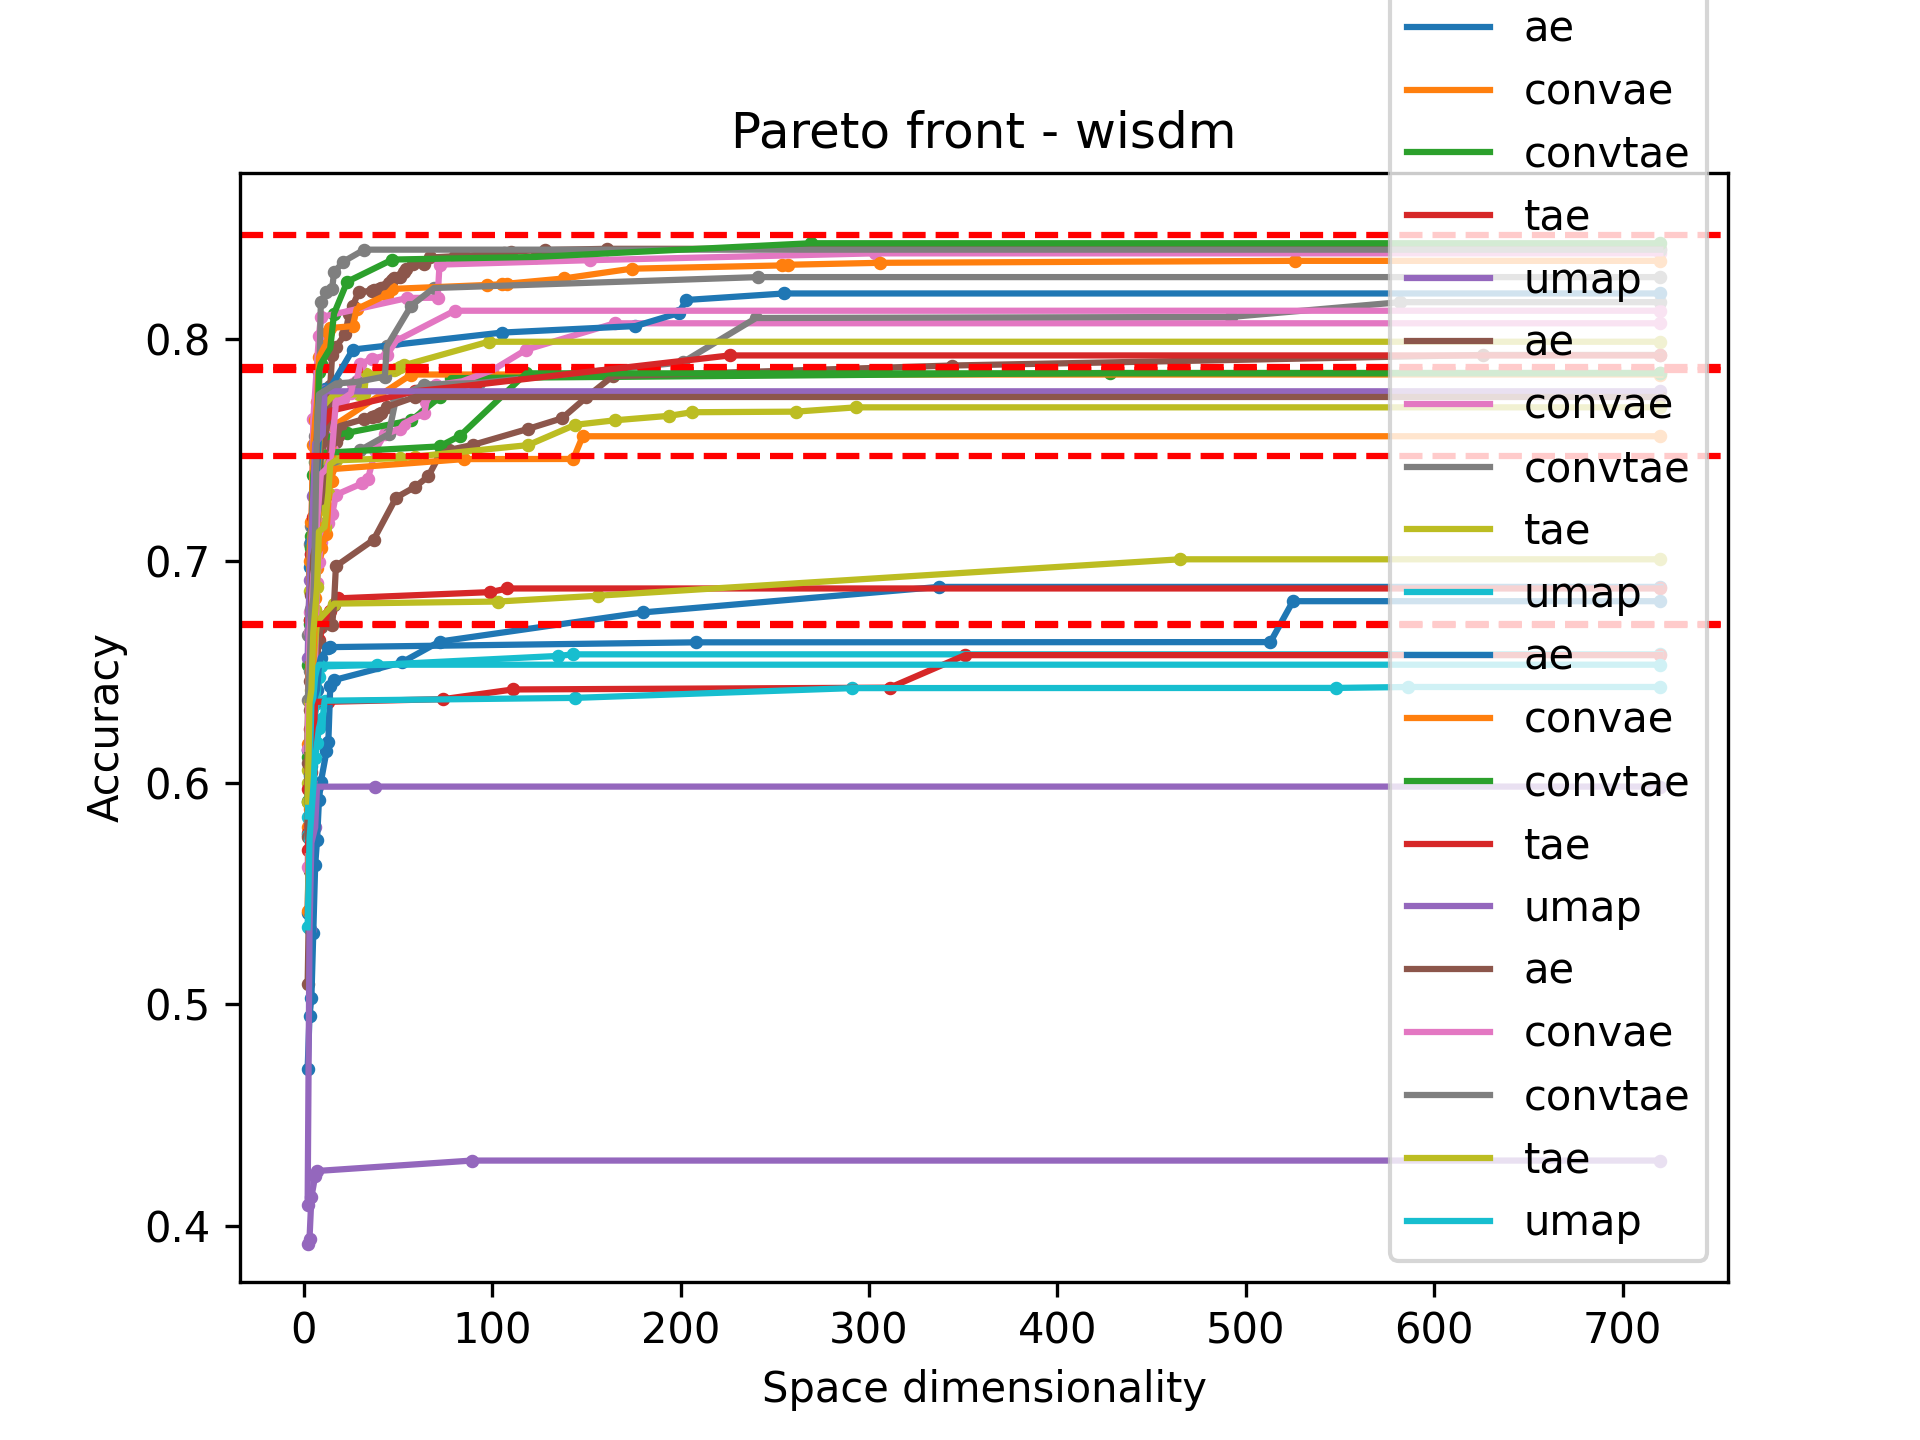 ae
convae
Pareto front - wisdm
convtae
tae
umap
ae
convae
convtae
tae
umap
ae
convae
convtae
tae
umap
ae
convae
convtae
tae
umap
0.8
0.7
0.6
0.5
0.4
Accuracy
0 100 200 300 400 500 600 700
Space dimensionality